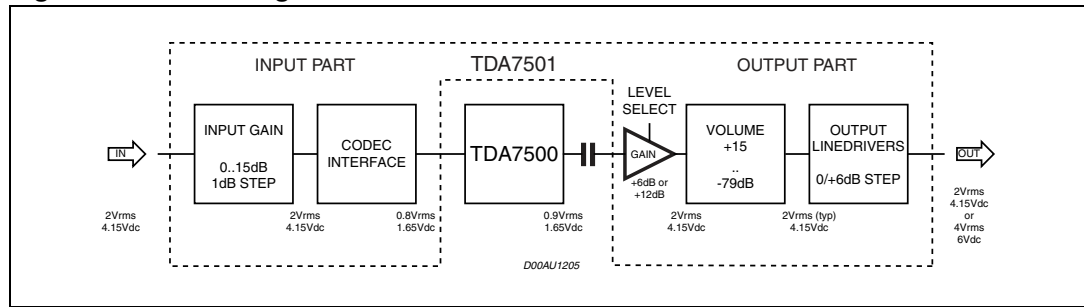 INPUT PART
TDA7501
OUTPUT PART
IN
INPUT GAIN
0..15dB
1dB STEP
CODEC
INTERFACE
TDA7500
LEVEL
SELECT
GAIN
+6dB or
+12dB
VOLUME
+15
..
-79dB
OUTPUT
LINEDRIVERS
0/+6dB STEP
OUT
2Vrms
4.15Vdc
2Vrms
4.15Vdc
0.8Vrms
1.65Vdc
0.9Vrms
1.65Vdc
2Vrms
4.15Vdc
2Vrms (typ)
4.15Vdc
2Vrms
4.15Vdc
or
4Vrms
6Vdc
D00AU1205